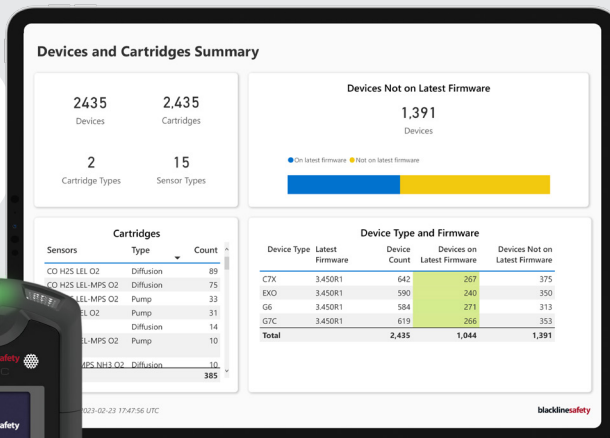 Devices and Cartridges Summary
2435
Devices
2,435
Cartridges
2
Cartridge Types
15
Sensor Types
Devices Not on Latest Firmware
1,391
Devices
On latest firmware Not on latest firmware
Cartridges
Sensors Type Count
CO H2S LEL O2 Diffusion 89
CO H2S LEL-MPS O2 Diffusion 75
LEL-MPS O2 Pump 33
LEL O2 Pump 31
Diffusion 14
LEL-MPS O2 Pump 10
MPS NH3 O2 Diffusion 10
385
Device Type and Firmware
Device Type Latest Firmware Device Count Devices on Latest Firmware Devices Not on Latest Firmware
C7X 3.450R1 642 267 375
EXO 3.450R1 590 240 350
G6 3.450R1 584 271 313
G7C 3.450R1 619 266 353
Total 2,435 1,044 1,391
2023-02-23 17:47:56 UTC
blacklinesafety
safety
safety